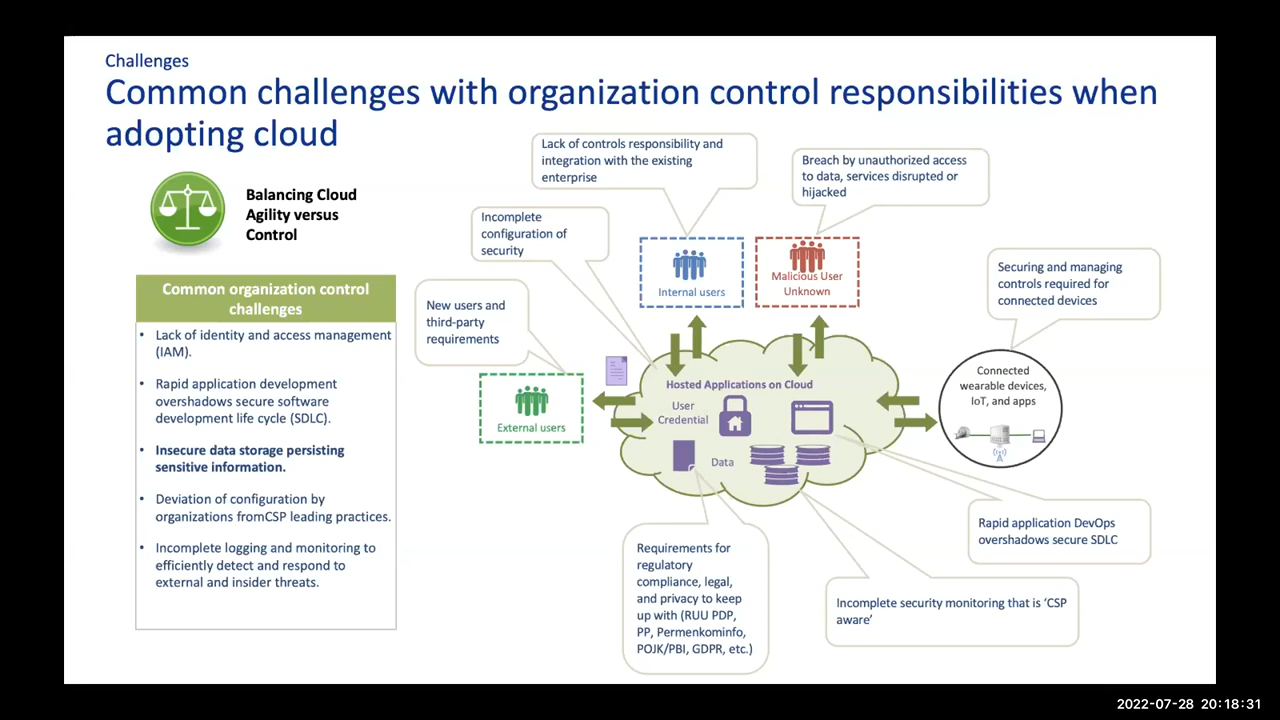 Challenges
Common challenges with organization control responsibilities when
adopting cloud
Balancing Cloud
Agility versus
Control
Common organization control
challenges
• Lack of identity and access management
(IAM).
• Rapid application development
overshadows secure software
development life cycle (SDLC).
• Insecure data storage persisting
sensitive information.
• Deviation of configuration by
organizations fromCSP leading practices.
• Incomplete logging and monitoring to
efficiently detect and respond to
external and insider threats.
Lack of controls responsibility and
integration with the existing
enterprise
Breach by unauthorized access
to data, services disrupted or
hijacked
Incomplete
configuration of
security
Internal users
Malicious User
Unknown
Securing and managing
controls required for
connected devices
New users and
third-party
requirements
External users
Hosted Applications on Cloud
User
Credential
Data
Connected
wearable devices,
IoT, and apps
Rapid application DevOps
overshadows secure SDLC
Requirements for
regulatory
compliance, legal,
and privacy to keep
up with (RUU PDP,
PP, Permenkominfo,
POJK/PBI, GDPR, etc.)
Incomplete security monitoring that is ‘CSP
aware’
2022-07-28 20:18:31